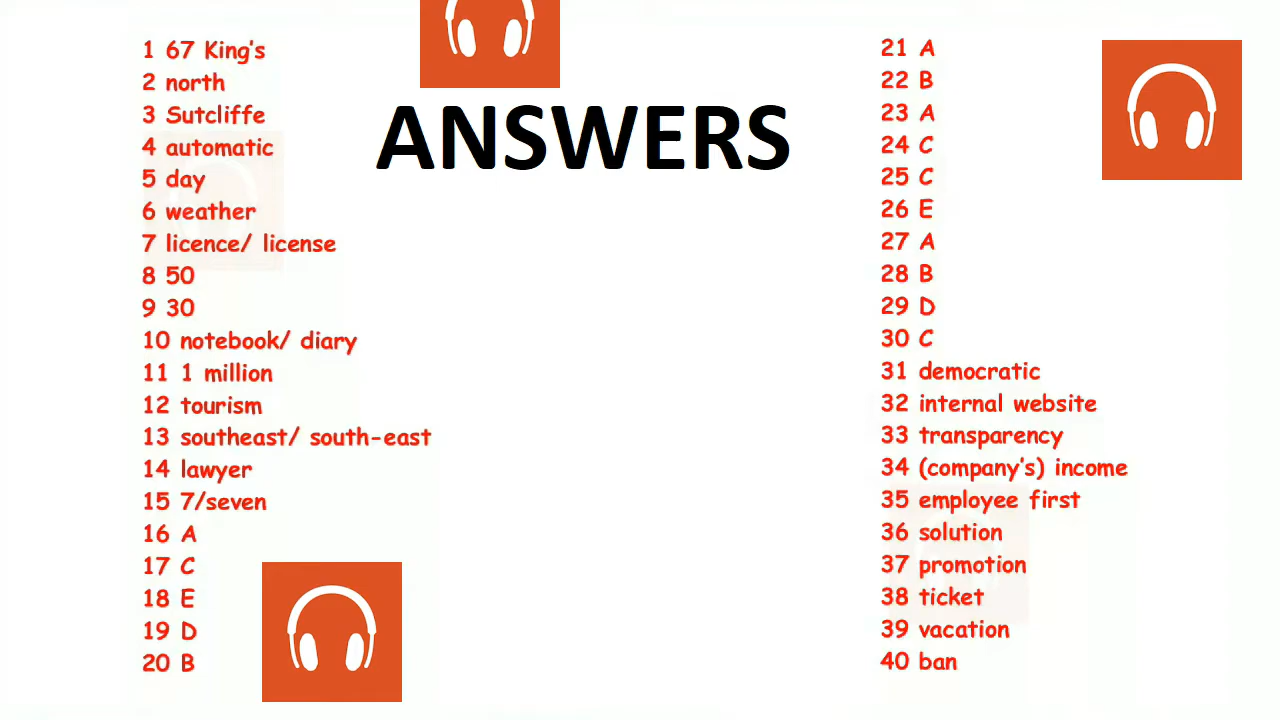 ANSWERS
1 67 King's
2 north
3 Sutcliffe
4 automatic
5 day
6 weather
7 licence/ license
8 50
9 30
10 notebook/ diary
11 1 million
12 tourism
13 southeast/ south-east
14 lawyer
15 7/seven
16 A
17 C
18 E
19 D
20 B
21 A
22 B
23 A
24 C
25 C
26 E
27 A
28 B
29 D
30 C
31 democratic
32 internal website
33 transparency
34 (company's) income
35 employee first
36 solution
37 promotion
38 ticket
39 vacation
40 ban